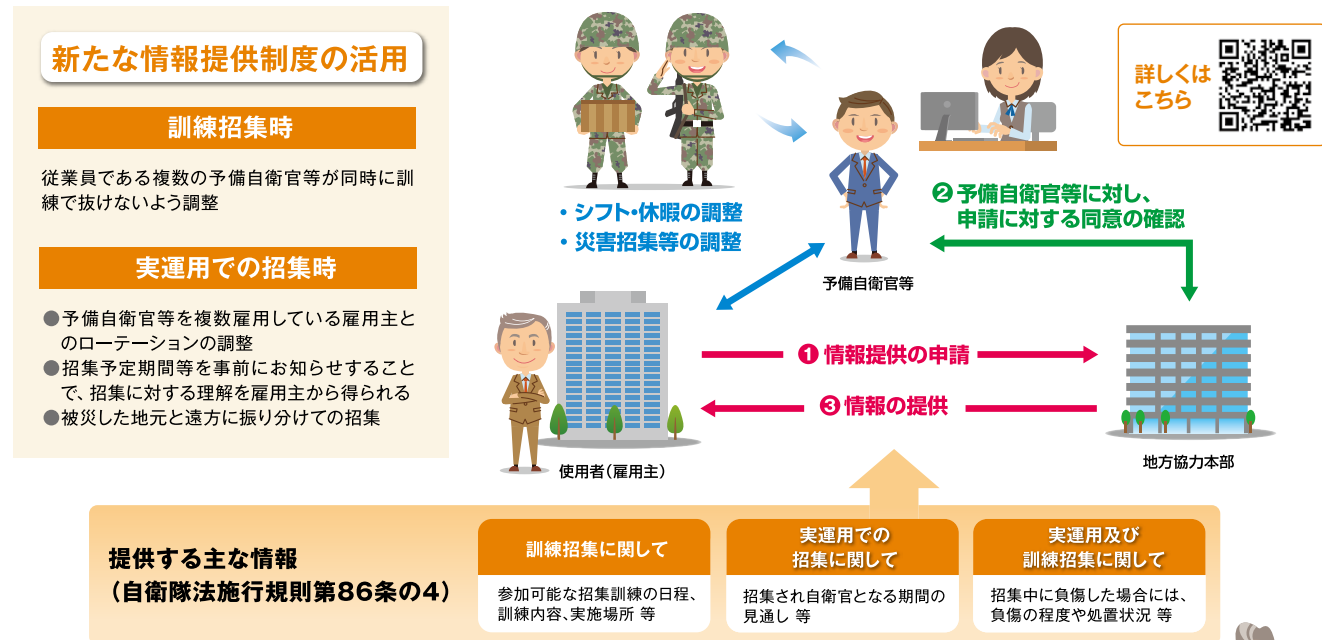 新たな情報提供制度の活用
訓練招集時
従業員である複数の予備自衛官等が同時に訓
練で抜けないよう調整
実運用での招集時
●予備自衛官等を複数雇用している雇用主と
のローテーションの調整
●招集予定期間等を事前にお知らせすること
で、招集に対する理解を雇用主から得られる
●被災した地元と遠方に振り分けての招集
詳しくは
こちら
・シフト・休暇の調整
・災害招集等の調整
予備自衛官等
❷予備自衛官等に対し、
申請に対する同意の確認
❶情報提供の申請
❸情報の提供
使用者(雇用主)
地方協力本部
提供する主な情報
(自衛隊法施行規則第86条の4)
訓練招集に関して
参加可能な招集訓練の日程、
訓練内容、実施場所 等
実運用での
招集に関して
招集され自衛官となる期間の
見通し 等
実運用及び
訓練招集に関して
招集中に負傷した場合には、
負傷の程度や処置状況 等